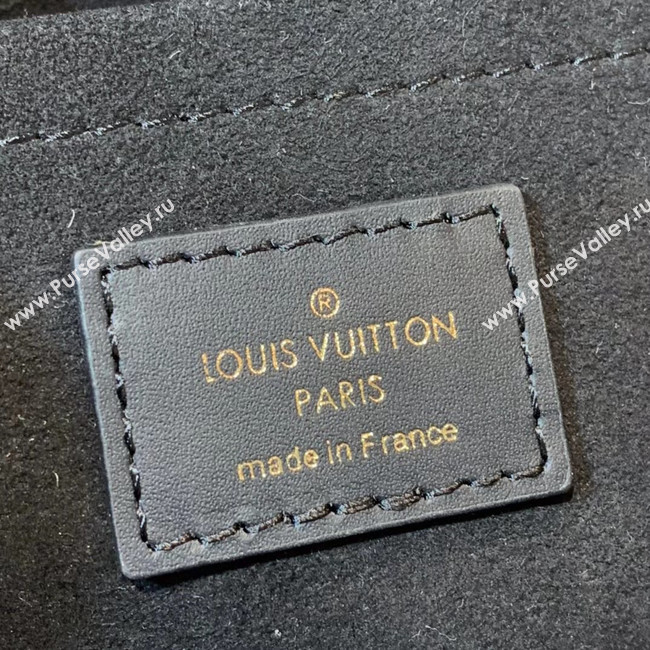 ®
LOUIS VUITTON
PARIS
made in France
www.PurseValley.ru
www.PurseValley.ru